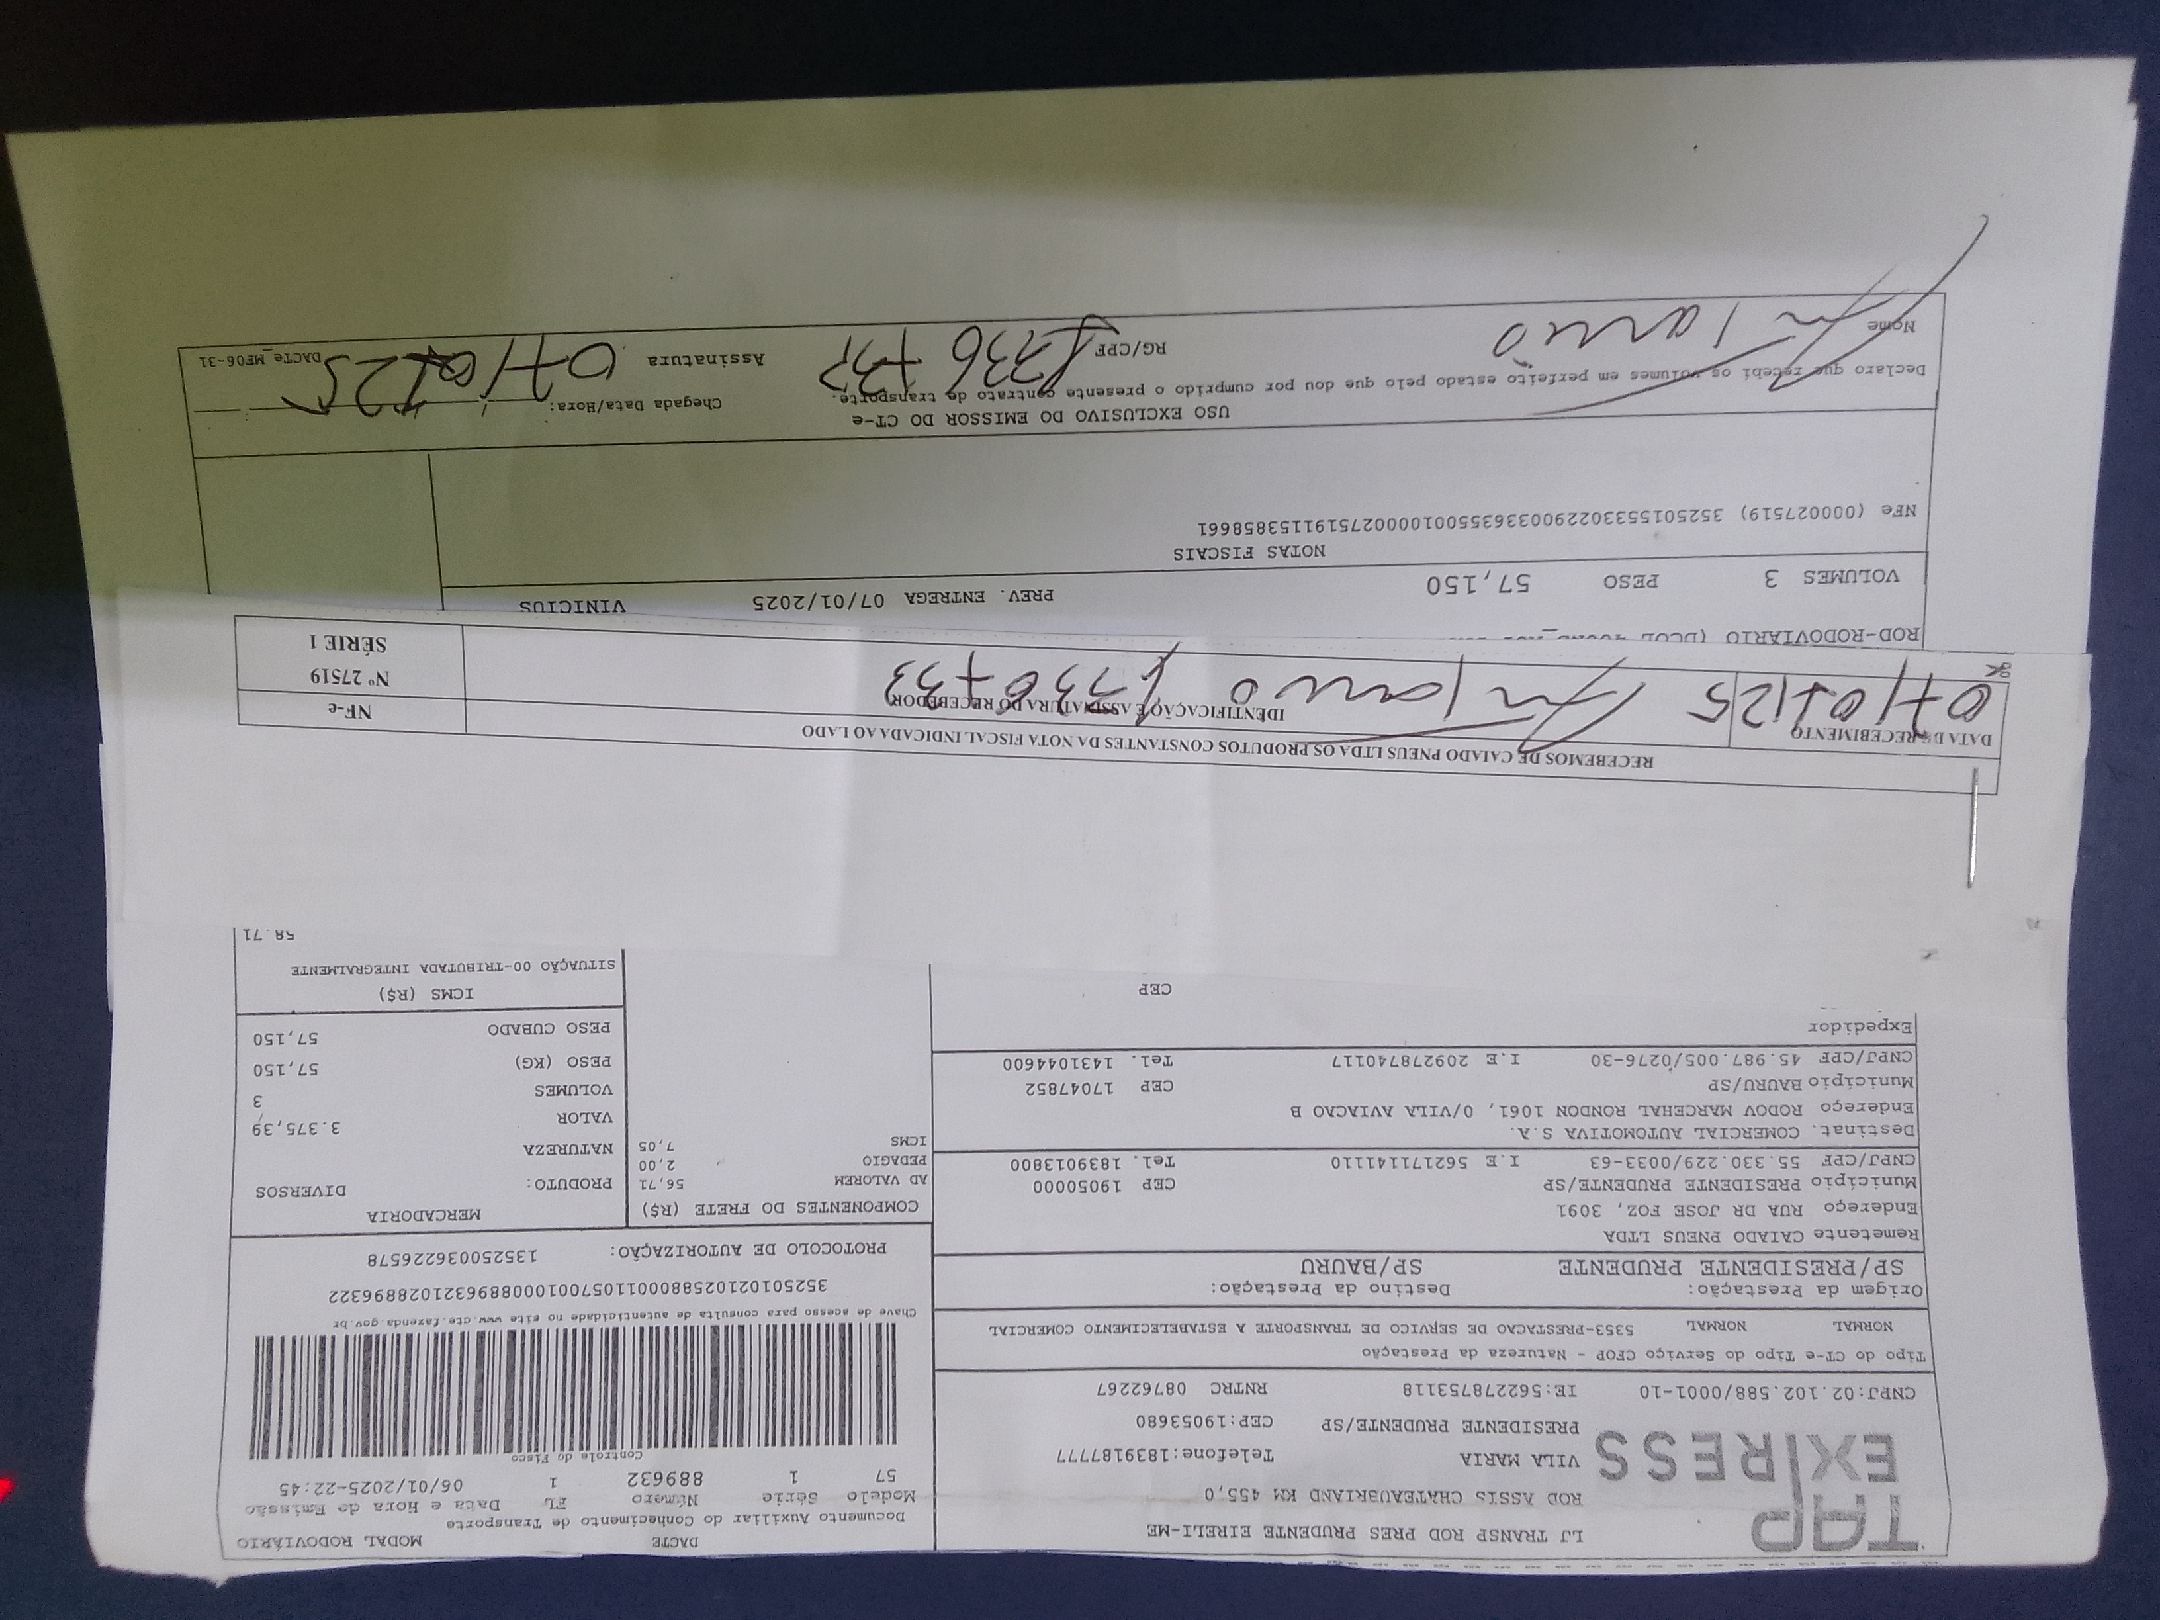 TAP
EXPRESS
LJ TRANSP ROD PRES PRUDENTE EIRELI-ME
ROD ASSIS CHATEAUBRIAND KM 455,0
VILA MARIA Telefone:1839187777
PRESIDENTE PRUDENTE/SP CEP:19053680
CNPJ:02.102.588/0001-10 IE:562278753118 RNTRC 08762267
DACTE MODAL RODOVIÁRIO
Documento Auxiliar do Conhecimento de Transporte
Modelo Série Número FL Data e Hora de Emissão
57 1 889632 1 06/01/2025-22:45
Controle do Fisco
Chave de acesso para consulta de autenticidade no site www.cte.fazenda.gov.br
35250102102588000110570010008896321028896322
PROTOCOLO DE AUTORIZAÇÃO: 135250036226578
Tipo do CT-e Tipo do Serviço CFOP - Natureza da Prestação
NORMAL NORMAL 5353-PRESTACAO DE SERVICO DE TRANSPORTE A ESTABELECIMENTO COMERCIAL
Origem da Prestação: Destino da Prestação:
SP/PRESIDENTE PRUDENTE SP/BAURU
Remetente CAIADO PNEUS LTDA
Endereço RUA DR JOSE FOZ, 3091
Município PRESIDENTE PRUDENTE/SP CEP 19050000
CNPJ/CPF 55.330.229/0033-63 I.E 562171141110 Tel. 1839013800
Destinat. COMERCIAL AUTOMOTIVA S.A.
Endereço RODOV MARCEHAL RONDON 1061, 0/VILA AVIACAO B
Município BAURU/SP CEP 17047852
CNPJ/CPF 45.987.005/0276-30 I.E 209278740117 Tel. 1431044600
Expedidor
CEP
COMPONENTES DO FRETE (R$)
AD VALOREM 56,71
PEDAGIO 2,00
ICMS 7,05
MERCADORIA
PRODUTO: DIVERSOS
NATUREZA
VALOR 3.375,39
VOLUMES 3
PESO (KG) 57,150
PESO CUBADO 57,150
ICMS (R$)
SITUAÇÃO 00-TRIBUTADA INTEGRALMENTE
58.71
RECEBEMOS DE CAIADO PNEUS LTDA OS PRODUTOS CONSTANTES DA NOTA FISCAL INDICADA AO LADO
DATA DE RECEBIMENTO IDENTIFICAÇÃO E ASSINATURA DO RECEBEDOR
07/01/25
NF-e
Nº 27519
SÉRIE 1
ROD-RODOVIÁRIO
VOLUMES 3 PESO 57,150 PREV. ENTREGA 07/01/2025 VINICIUS
NOTAS FISCAIS
NFe (000027519) 35250155330229003363550010000275191153858661
USO EXCLUSIVO DO EMISSOR DO CT-e
Declaro que recebi os volumes em perfeito estado pelo que dou por cumprido o presente contrato de transporte. Chegada Data/Hora:
Nome RG/CPF Assinatura DACTe_MF06-31
07/01/25